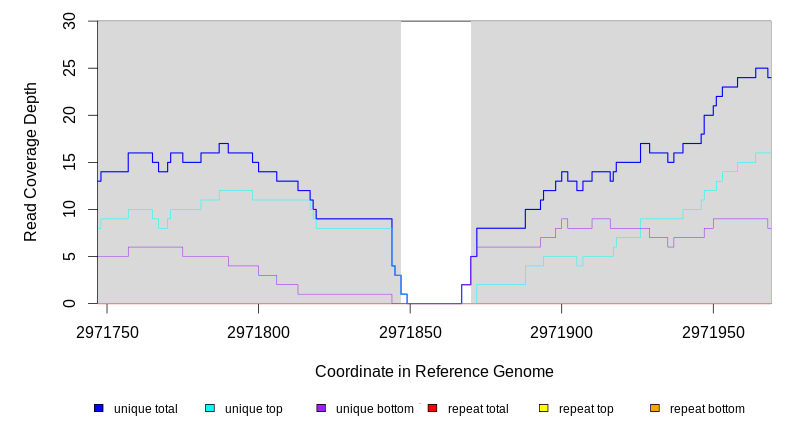 30
25
20
15
10
5
0
Read Coverage Depth
2971750 2971800 2971850 2971900 2971950
Coordinate in Reference Genome
unique total unique top unique bottom repeat total repeat top repeat bottom